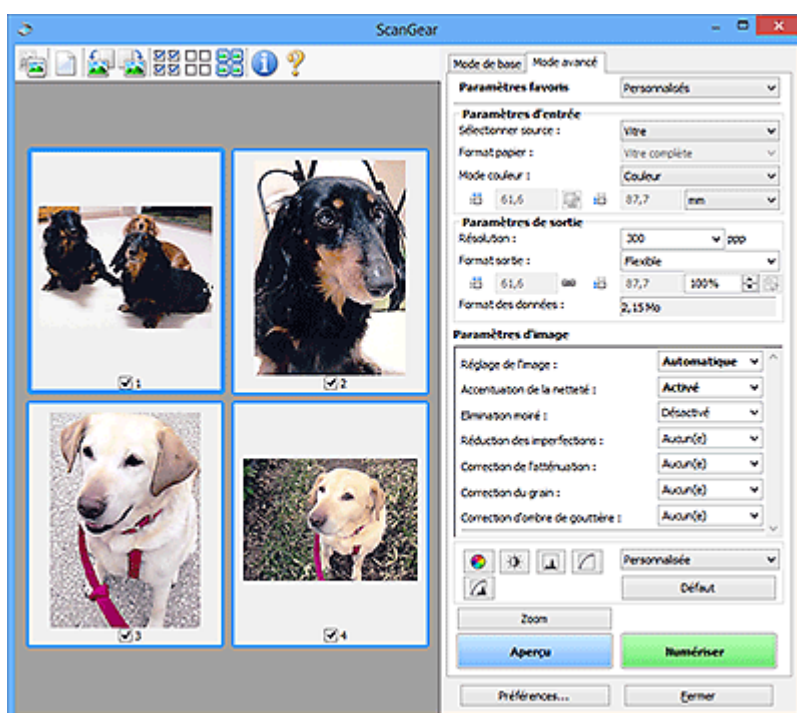 ScanGear
Mode de base Mode avancé
Paramètres favoris Personnalisés
Paramètres d'entrée
Sélectionner source : Vitre
Format papier : Vitre complète
Mode couleur : Couleur
61,6 87,7 mm
Paramètres de sortie
Résolution : 300 ppp
Format sortie : Flexible
61,6 87,7 100%
Format des données : 2,15 Mo
Paramètres d'image
Réglage de l'image : Automatique
Accentuation de la netteté : Activé
Elimination moiré : Désactivé
Réduction des imperfections : Aucun(e)
Correction de l'atténuation : Aucun(e)
Correction du grain : Aucun(e)
Correction d'ombre de gouttière : Aucun(e)
Personnalisée
Défaut
Zoom
Aperçu Numériser
Préférences... Fermer
1
2
3
4